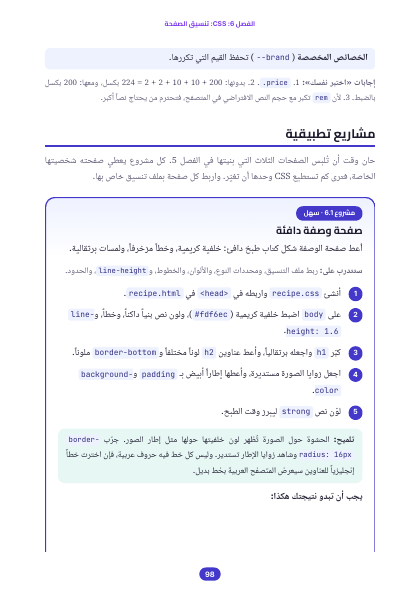 الفصل 6: CSS: تنسيق الصفحة
الخصائص المخصصة ( --brand ) تحفظ القيم التي تكررها.
إجابات «اختبر نفسك»: 1. .price . 2. بدونها: 200 + 10 + 10 + 2 + 2 = 224 بكسل، ومعها: 200 بكسل
بالضبط. 3. لأن rem تكبر مع حجم النص الافتراضي في المتصفح، فتحترم من يحتاج نصاً أكبر.
مشاريع تطبيقية
حان وقت أن تُلبس الصفحات الثلاث التي بنيتها في الفصل 5. كل مشروع يعطي صفحته شخصيتها
الخاصة، فترى كم تستطيع CSS وحدها أن تغيّر. واربط كل صفحة بملف تنسيق خاص بها.
مشروع 6.1 · سهل
صفحة وصفة دافئة
أعط صفحة الوصفة شكل كتاب طبخ دافئ: خلفية كريمية، وخطاً مزخرفاً، ولمسات برتقالية.
ستتدرب على: ربط ملف التنسيق، ومحددات النوع، والألوان، والخطوط، و line-height، والحدود.
1 أنشئ recipe.css واربطه في <head> في recipe.html .
2 على body اضبط خلفية كريمية ( #fdf6ec )، ولون نص بنياً داكناً، وخطاً، و line-
height: 1.6.
3 كبّر h1 واجعله برتقالياً، وأعط عناوين h2 لوناً مختلفاً و border-bottom ملوناً.
4 اجعل زوايا الصورة مستديرة، وأعطها إطاراً أبيض بـ padding و background-
color.
5 لوّن نص strong ليبرز وقت الطبخ.
تلميح: الحشوة حول الصورة تُظهر لون خلفيتها حولها مثل إطار الصور. جرّب border-
radius: 16px وشاهد زوايا الإطار تستدير. وليس كل خط فيه حروف عربية، فإن اخترت خطاً
إنجليزياً للعناوين سيعرض المتصفح العربية بخط بديل.
يجب أن تبدو نتيجتك هكذا:
98